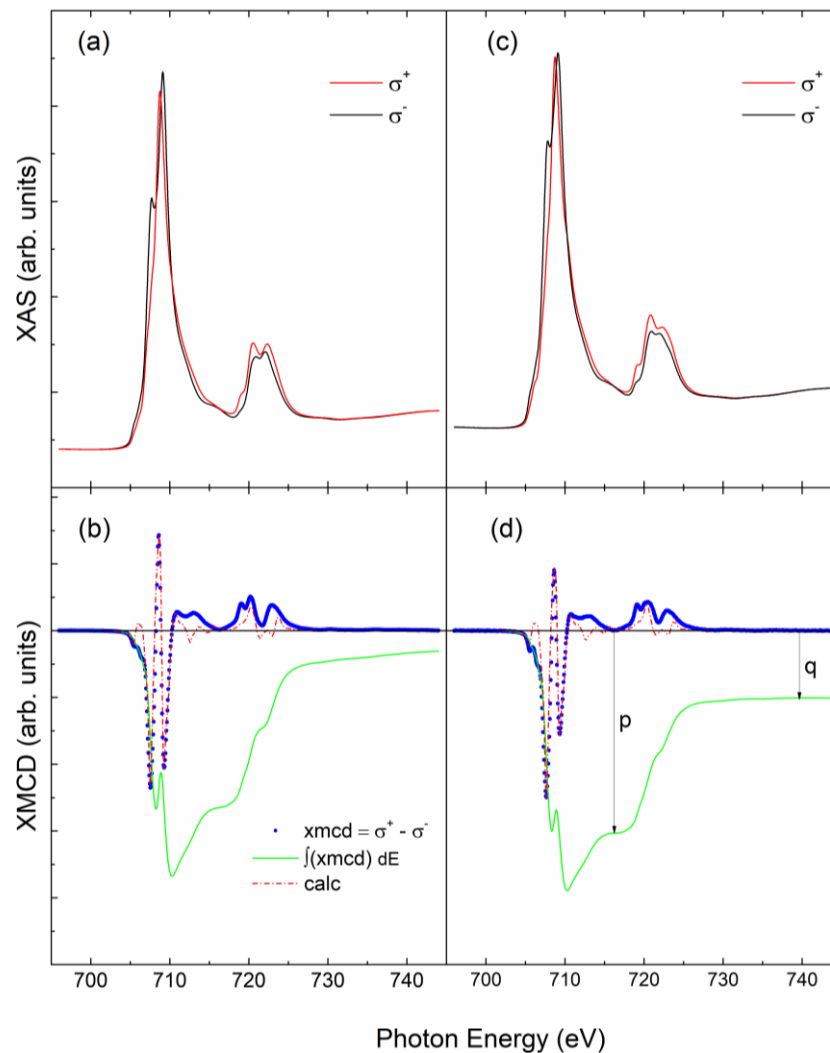 (a)
σ⁺
σ⁻
(c)
σ⁺
σ⁻
XAS (arb. units)
(b)
xmcd = σ⁺ - σ⁻
∫(xmcd) dE
calc
(d)
p
q
XMCD (arb. units)
700 710 720 730 740 700 710 720 730 740
Photon Energy (eV)